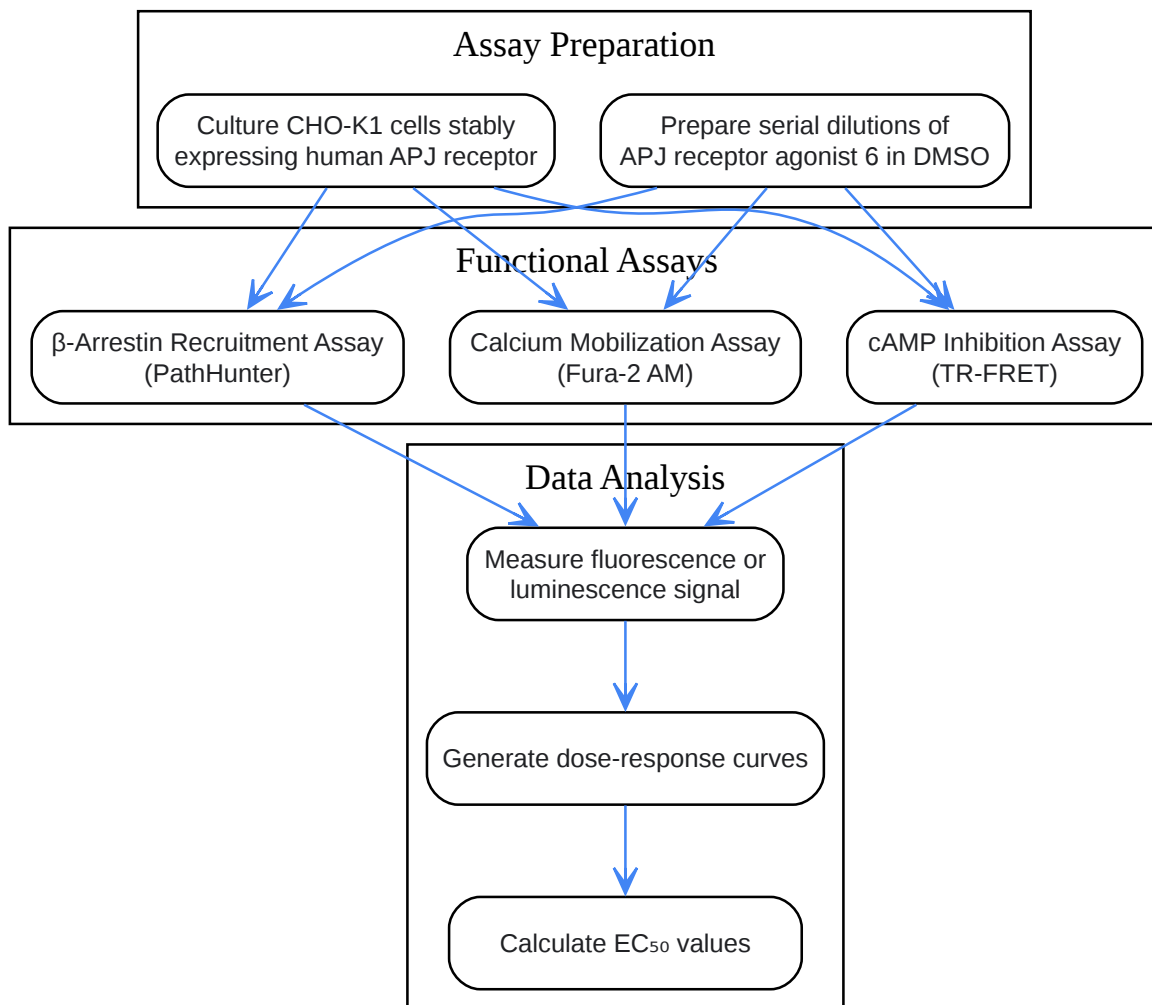 Assay Preparation
Culture CHO-K1 cells stably
expressing human APJ receptor
Prepare serial dilutions of
APJ receptor agonist 6 in DMSO
Functional Assays
β-Arrestin Recruitment Assay
(PathHunter)
Calcium Mobilization Assay
(Fura-2 AM)
cAMP Inhibition Assay
(TR-FRET)
Data Analysis
Measure fluorescence or
luminescence signal
Generate dose-response curves
Calculate EC₅₀ values